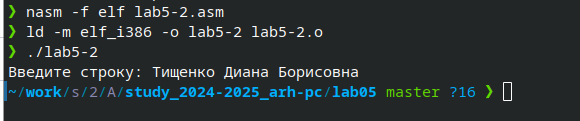 ❯ nasm -f elf lab5-2.asm
❯ ld -m elf_i386 -o lab5-2 lab5-2.o
❯ ./lab5-2
Введите строку: Тищенко Диана Борисовна
~/work/s/2/A/study_2024-2025_arh-pc/lab05 master ?16 ❯